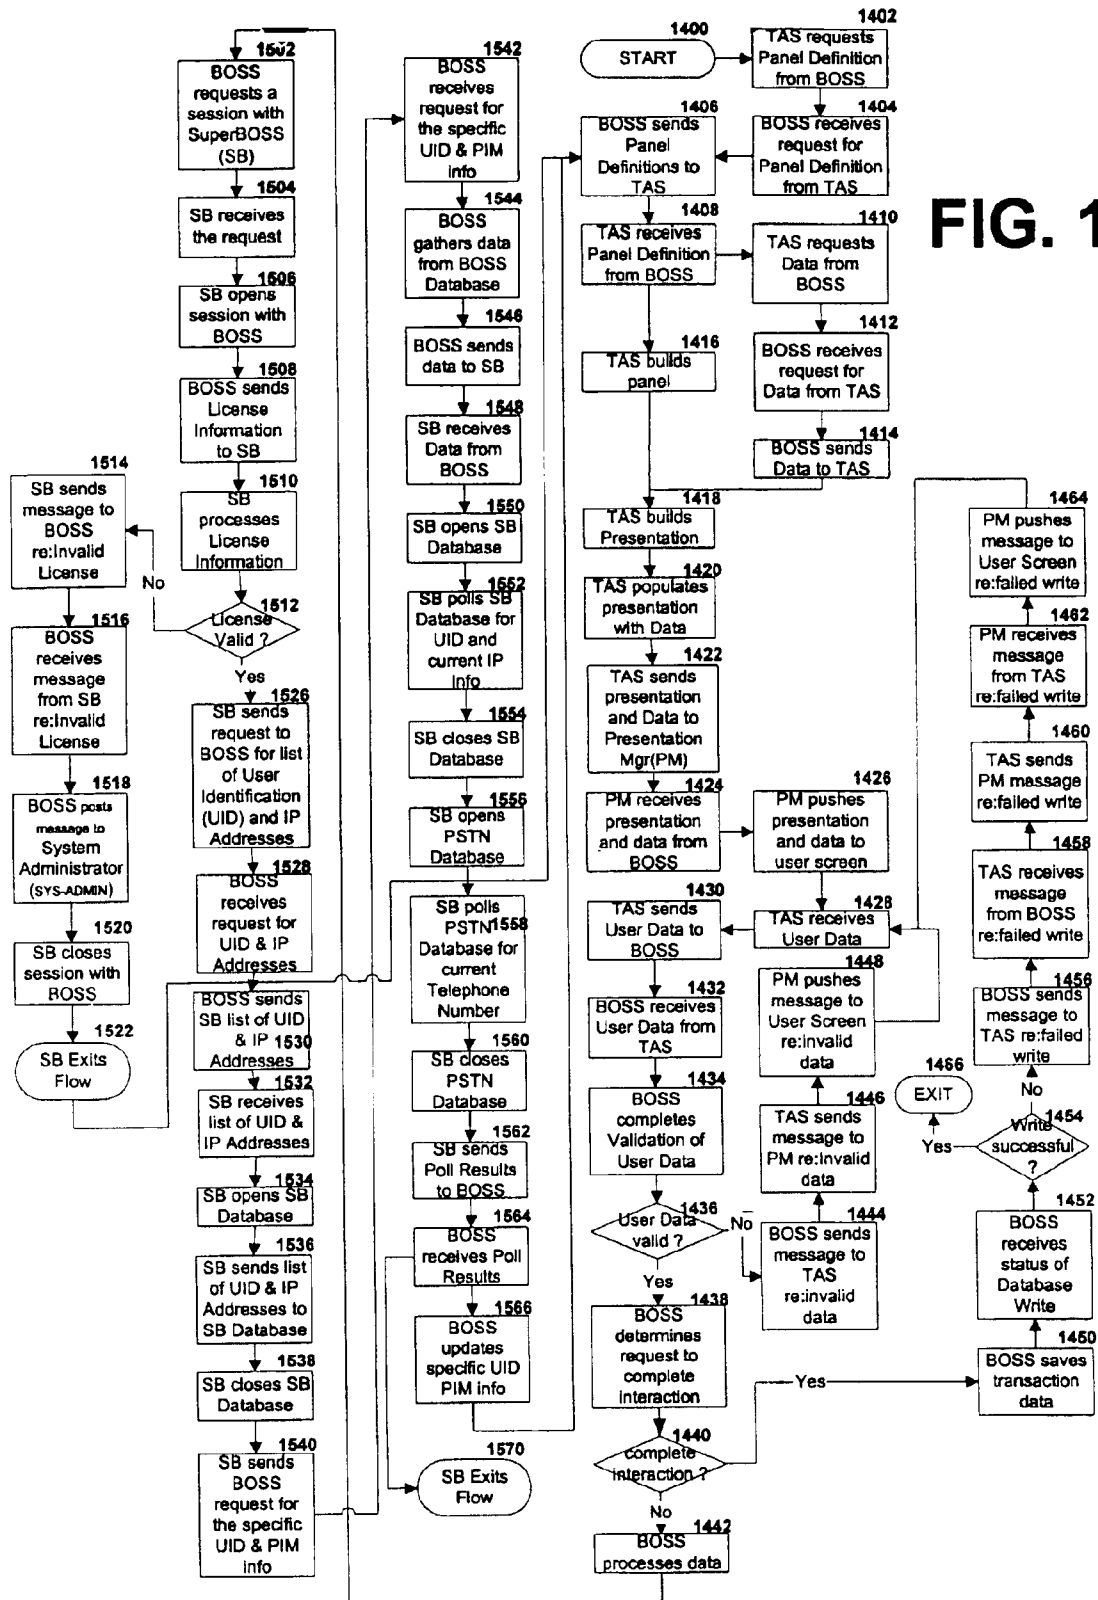 1502
BOSS
requests a
session with
SuperBOSS
(SB)
1504
SB receives
the request
1506
SB opens
session with
BOSS
1508
BOSS sends
License
Information
to SB
1510
SB
processes
License
Information
1512
License
Valid ?
No
Yes
1514
SB sends
message to
BOSS
re:Invalid
License
1516
BOSS
receives
message
from SB
re:Invalid
License
1518
BOSS posts
message to
System
Administrator
(SYS-ADMIN)
1520
SB closes
session with
BOSS
1522
SB Exits
Flow
1526
SB sends
request to
BOSS for list
of User
Identification
(UID) and IP
Addresses
1528
BOSS
receives
request for
UID & IP
Addresses
BOSS sends
SB list of UID
& IP 1530
Addresses
1532
SB receives
list of UID &
IP Addresses
1534
SB opens SB
Database
1536
SB sends list
of UID & IP
Addresses to
SB Database
1538
SB closes SB
Database
1540
SB sends
BOSS
request for
the specific
UID & PIM
info
1542
BOSS
receives
request for
the specific
UID & PIM
info
1544
BOSS
gathers data
from BOSS
Database
1546
BOSS sends
data to SB
1548
SB receives
Data from
BOSS
1550
SB opens SB
Database
1552
SB polls SB
Database for
UID and
current IP
Info
1554
SB closes SB
Database
1556
SB opens
PSTN
Database
SB polls
PSTN 1558
Database for
current
Telephone
Number
1560
SB closes
PSTN
Database
1562
SB sends
Poll Results
to BOSS
1564
BOSS
receives Poll
Results
1566
BOSS
updates
specific UID
PIM info
1570
SB Exits
Flow
1400
START
1402
TAS requests
Panel Definition
from BOSS
1404
BOSS receives
request for
Panel Definition
from TAS
1406
BOSS sends
Panel
Definitions to
TAS
1408
TAS receives
Panel Definition
from BOSS
1410
TAS requests
Data from
BOSS
1412
BOSS receives
request for
Data from TAS
1414
BOSS sends
Data to TAS
1416
TAS builds
panel
1418
TAS builds
Presentation
1420
TAS populates
presentation
with Data
1422
TAS sends
presentation
and Data to
Presentation
Mgr(PM)
1424
PM receives
presentation
and data from
BOSS
1426
PM pushes
presentation
and data to
user screen
1428
TAS receives
User Data
1430
TAS sends
User Data to
BOSS
1432
BOSS receives
User Data from
TAS
1434
BOSS
completes
Validation of
User Data
1436
User Data
valid ?
No
Yes
1438
BOSS
determines
request to
complete
interaction
1440
complete
interaction ?
Yes
No
1442
BOSS
processes data
1444
BOSS sends
message to
TAS
re:invalid
data
1446
TAS sends
message to
PM re:invalid
data
1448
PM pushes
message to
User Screen
re:invalid
data
1450
BOSS saves
transaction
data
1452
BOSS
receives
status of
Database
Write
1454
Write
successful
?
Yes
No
1456
BOSS sends
message to
TAS re:failed
write
1458
TAS receives
message
from BOSS
re:failed write
1460
TAS sends
PM message
re:failed write
1462
PM receives
message
from TAS
re:failed write
1464
PM pushes
message to
User Screen
re:failed write
1466
EXIT
FIG. 1